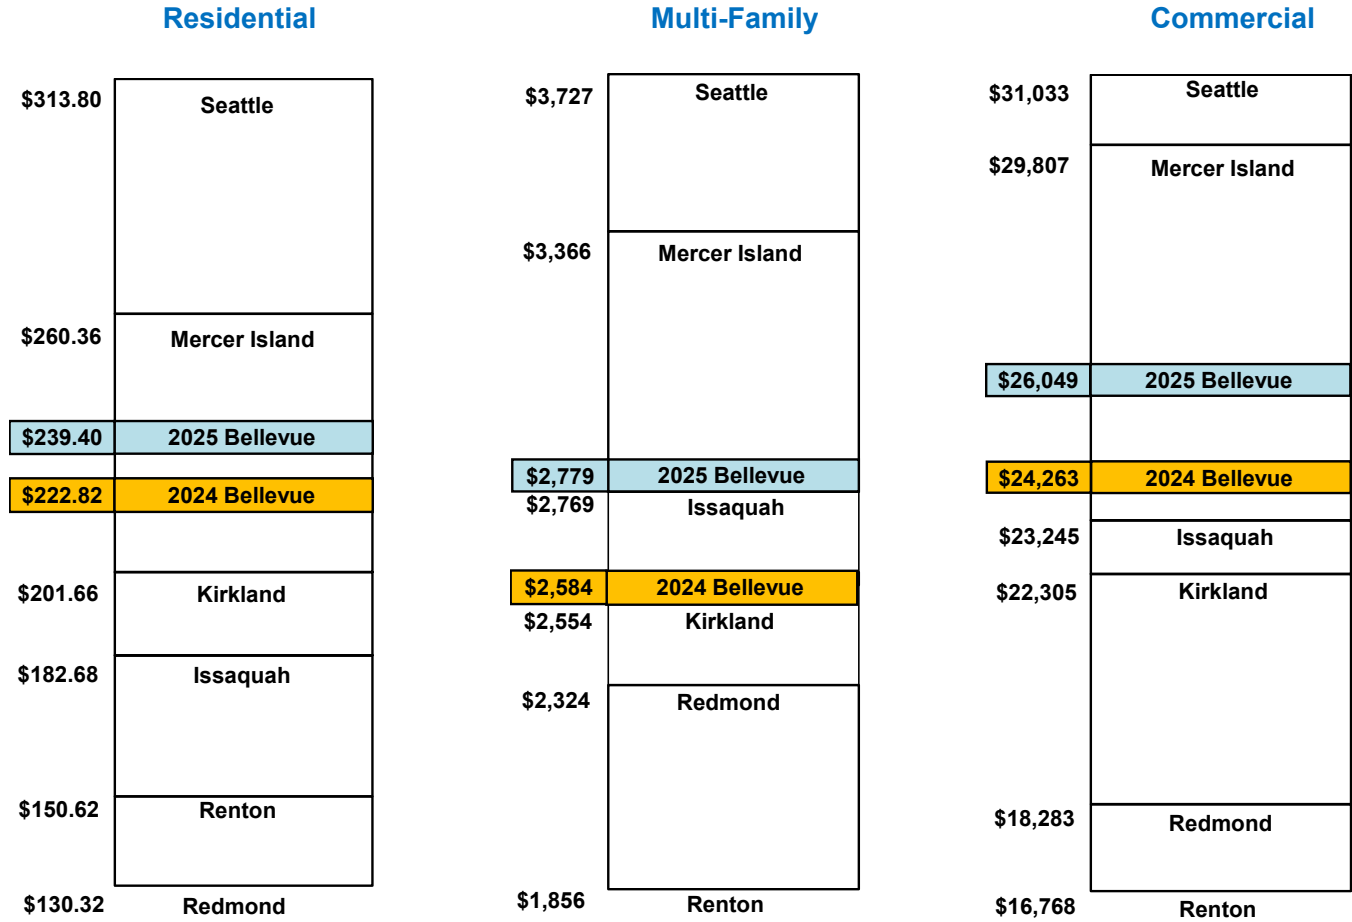 Residential
$313.80 Seattle
$260.36 Mercer Island
$239.40 2025 Bellevue
$222.82 2024 Bellevue
$201.66 Kirkland
$182.68 Issaquah
$150.62 Renton
$130.32 Redmond
Multi-Family
$3,727 Seattle
$3,366 Mercer Island
$2,779 2025 Bellevue
$2,769 Issaquah
$2,584 2024 Bellevue
$2,554 Kirkland
$2,324 Redmond
$1,856 Renton
Commercial
$31,033 Seattle
$29,807 Mercer Island
$26,049 2025 Bellevue
$24,263 2024 Bellevue
$23,245 Issaquah
$22,305 Kirkland
$18,283 Redmond
$16,768 Renton